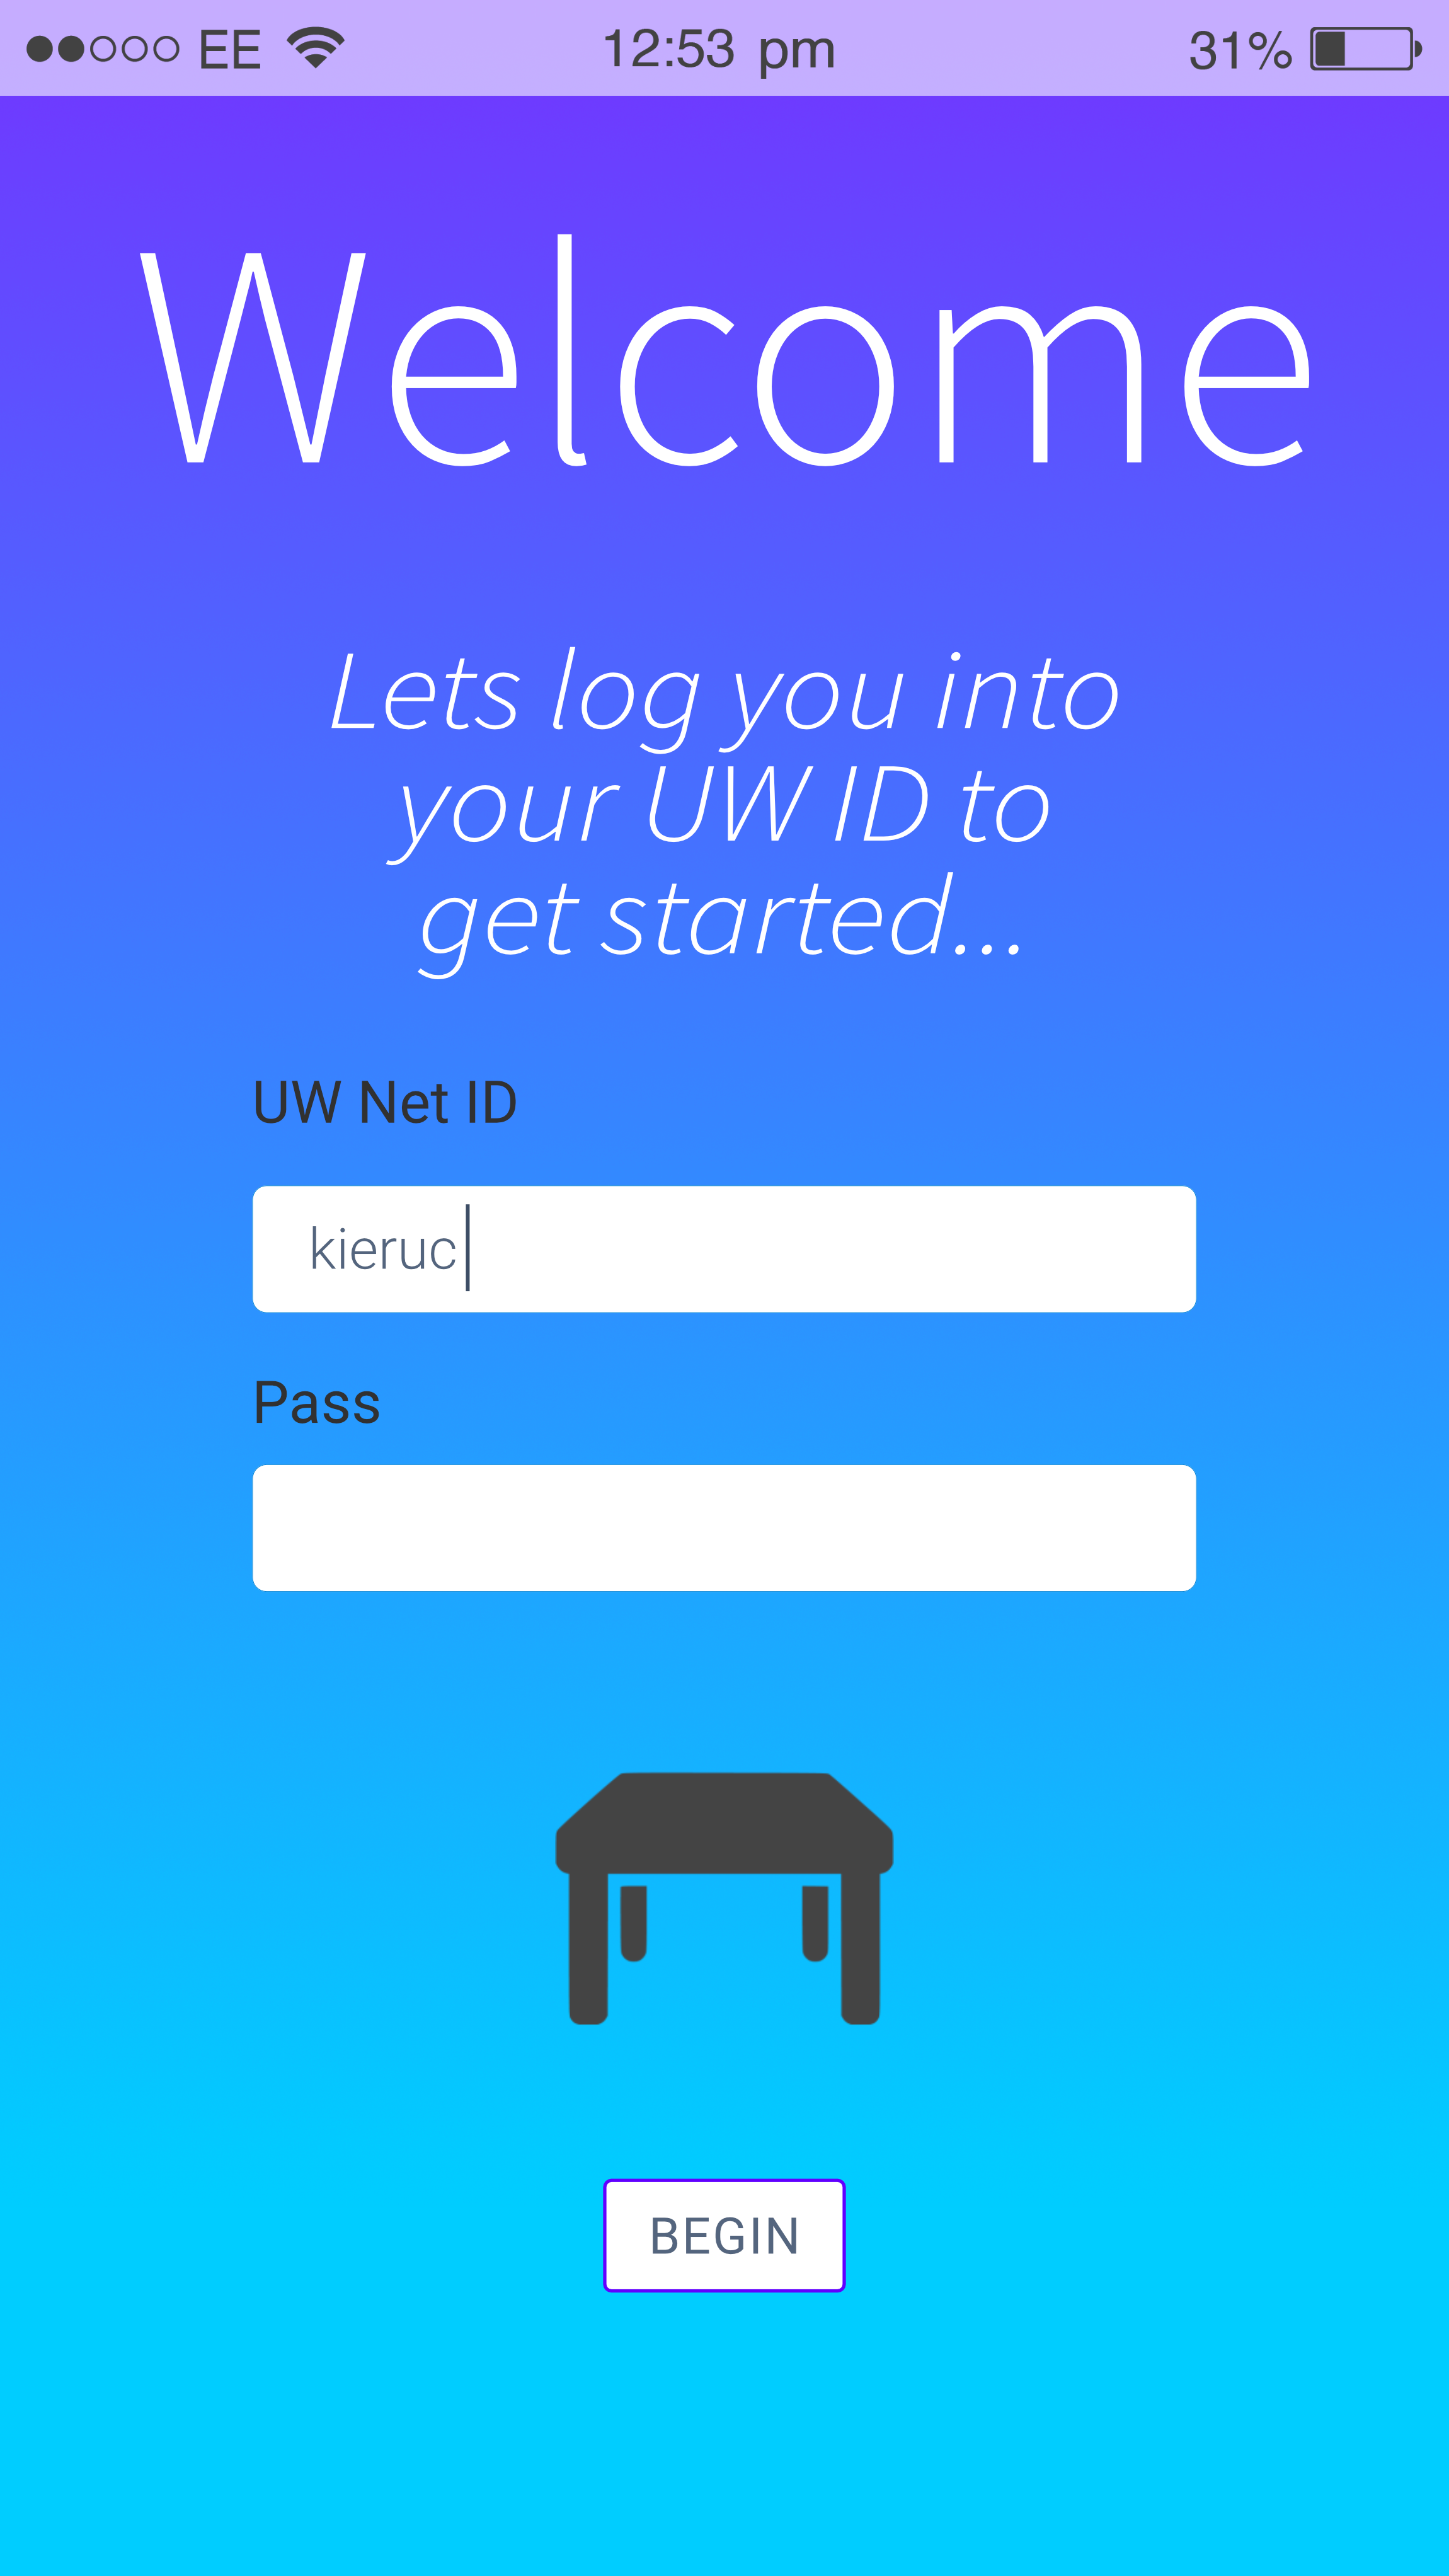 EE 12:53 pm 31%
Welcome
Lets log you into
your UW ID to
get started...
UW Net ID
kieruc
Pass
BEGIN